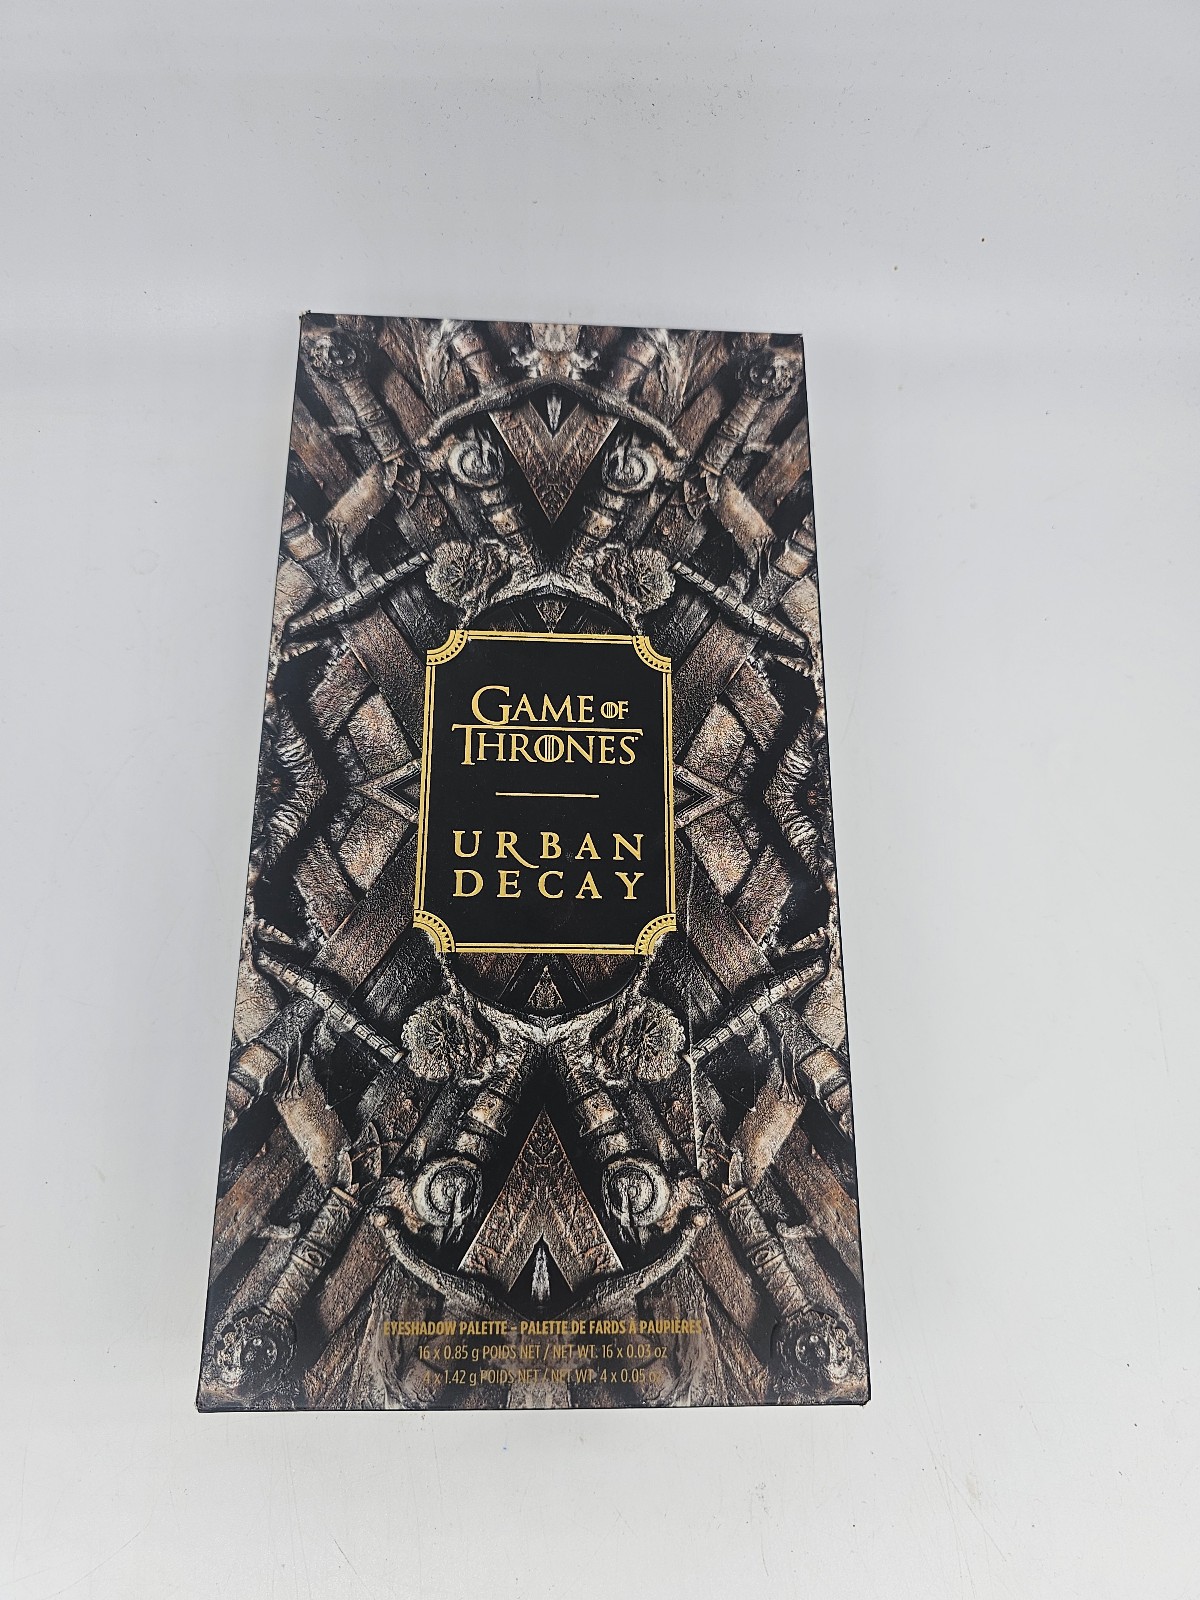 GAME OF
THRONES
URBAN
DECAY
EYESHADOW PALETTE - PALETTE DE FARDS À PAUPIÈRES
16 x 0.85 g POIDS NET / NET WT. 16 x 0.03 oz
4 x 1.42 g POIDS NET / NET WT. 4 x 0.05 oz